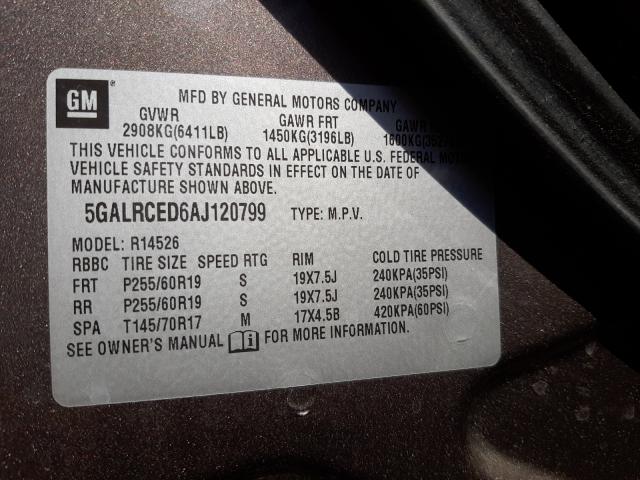 GM
MFD BY GENERAL MOTORS COMPANY
GVWR GAWR FRT GAWR
2908KG(6411LB) 1450KG(3196LB)
THIS VEHICLE CONFORMS TO ALL APPLICABLE U.S. FEDERAL
VEHICLE SAFETY STANDARDS IN EFFECT ON THE DATE OF
MANUFACTURE SHOWN ABOVE.
5GALRCED6AJ120799 TYPE: M.P.V.
MODEL: R14526
RBBC TIRE SIZE SPEED RTG RIM COLD TIRE PRESSURE
FRT P255/60R19 S 19X7.5J 240KPA(35PSI)
RR P255/60R19 S 19X7.5J 240KPA(35PSI)
SPA T145/70R17 M 17X4.5B 420KPA(60PSI)
SEE OWNER'S MANUAL FOR MORE INFORMATION.